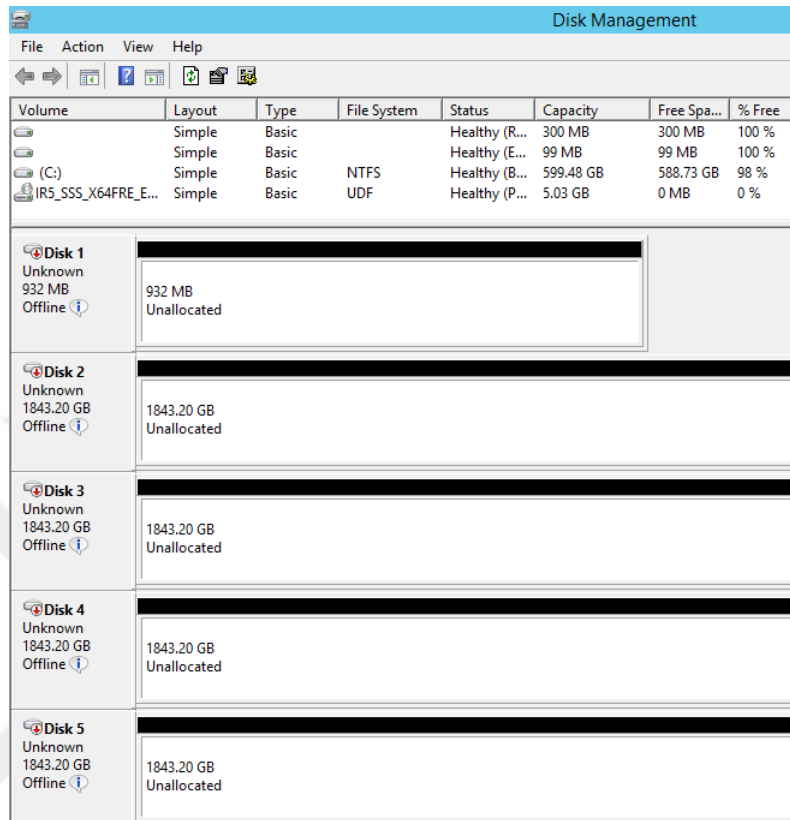 Disk Management
File Action View Help
Volume Layout Type File System Status Capacity Free Spa... % Free
Simple Basic Healthy (R... 300 MB 300 MB 100 %
Simple Basic Healthy (E... 99 MB 99 MB 100 %
(C:) Simple Basic NTFS Healthy (B... 599.48 GB 588.73 GB 98 %
IR5_SSS_X64FRE_E... Simple Basic UDF Healthy (P... 5.03 GB 0 MB 0 %
Disk 1
Unknown
932 MB
Offline
932 MB
Unallocated
Disk 2
Unknown
1843.20 GB
Offline
1843.20 GB
Unallocated
Disk 3
Unknown
1843.20 GB
Offline
1843.20 GB
Unallocated
Disk 4
Unknown
1843.20 GB
Offline
1843.20 GB
Unallocated
Disk 5
Unknown
1843.20 GB
Offline
1843.20 GB
Unallocated